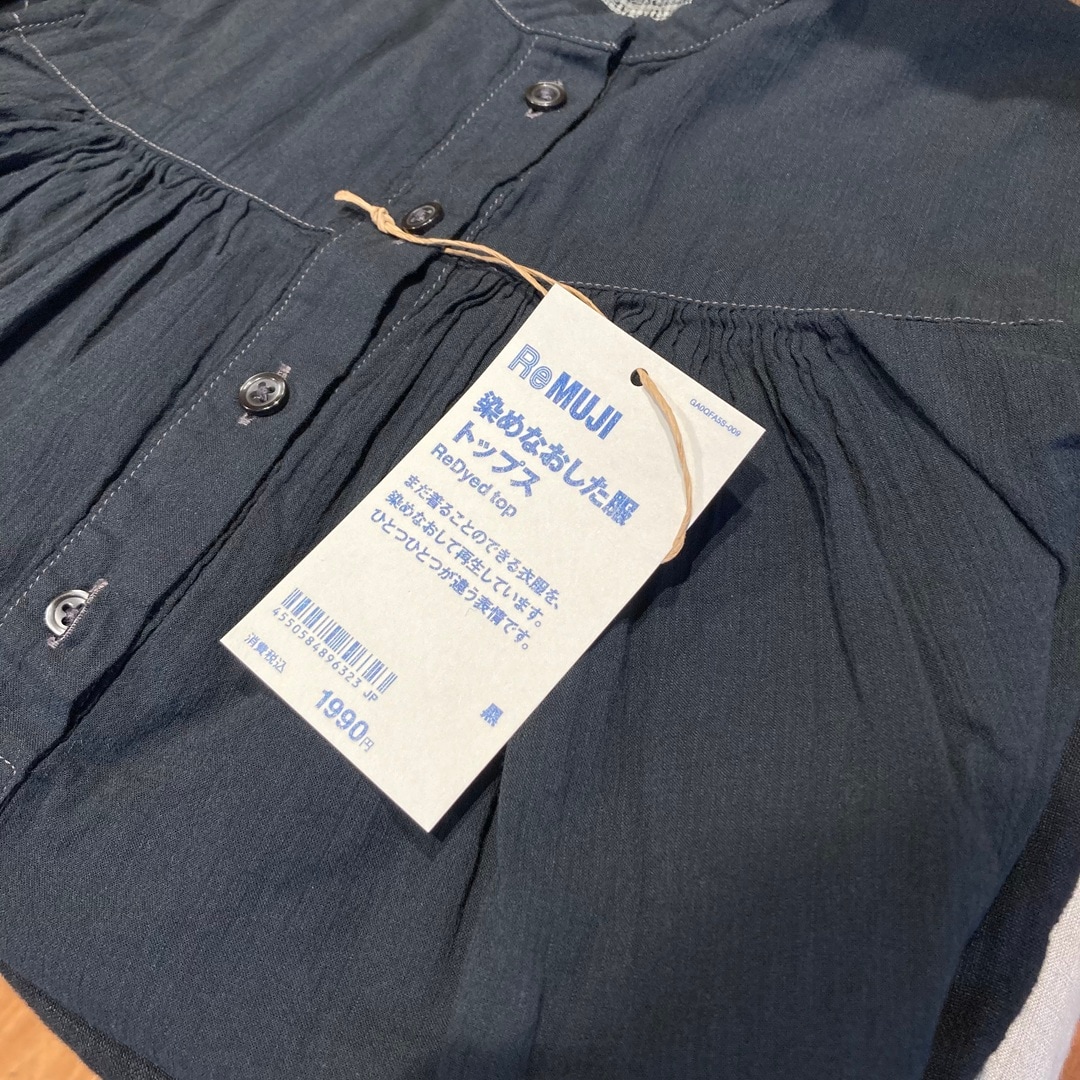 GA0QFA5S-009
ReMUJI
染めなおした服
トップス
ReDyed top
まだ着ることのできる衣服を、
染めなおして再生しています。
ひとつひとつが違う表情です。
4550584896323 JP
消費税込
1990円
黒